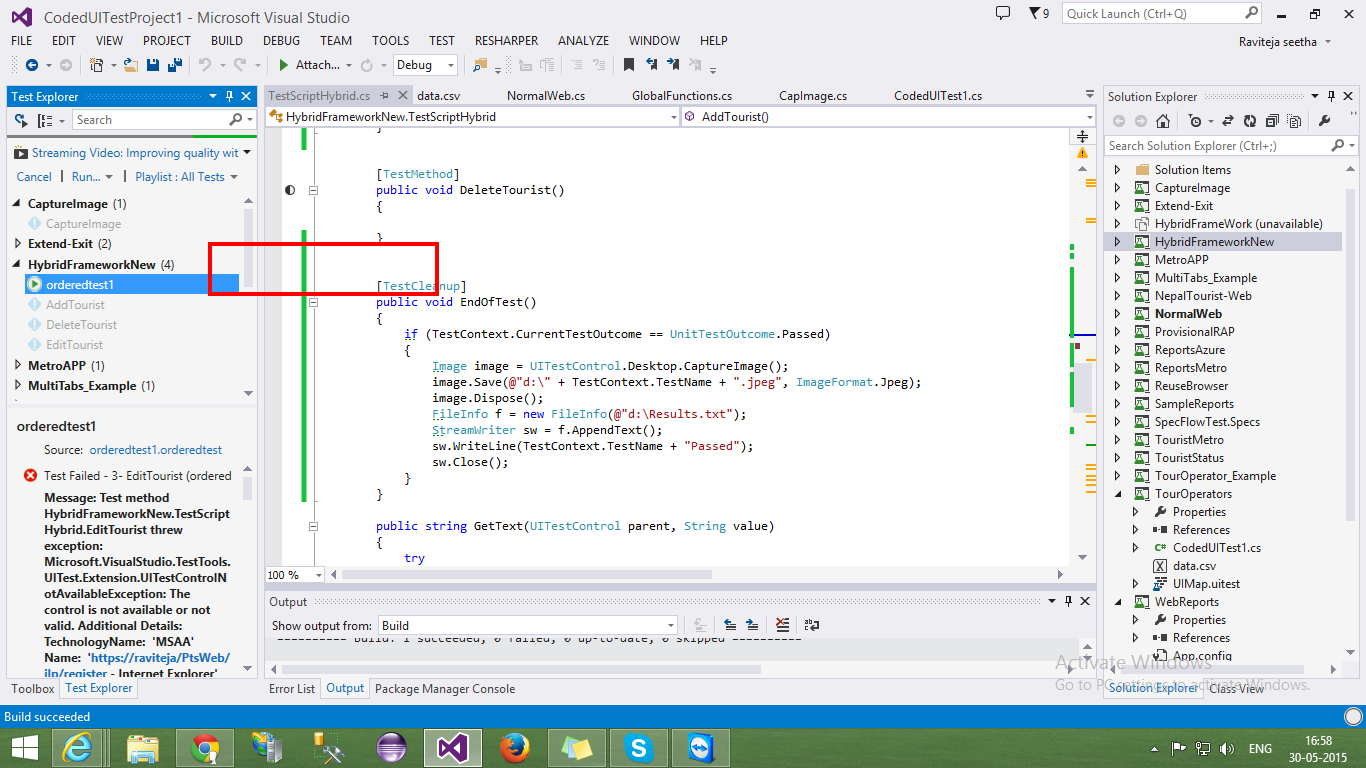 CodedUITestProject1 - Microsoft Visual Studio
9
Quick Launch (Ctrl+Q)
FILE EDIT VIEW PROJECT BUILD DEBUG TEAM TOOLS TEST RESHARPER ANALYZE WINDOW HELP
Raviteja seetha
Attach...
Debug
Test Explorer
Search
Streaming Video: Improving quality wit
Cancel Run... Playlist : All Tests
CaptureImage (1)
CaptureImage
Extend-Exit (2)
HybridFrameworkNew (4)
orderedtest1
AddTourist
DeleteTourist
EditTourist
MetroAPP (1)
MultiTabs_Example (1)
orderedtest1
Source: orderedtest1.orderedtest
Test Failed - 3- EditTourist (ordered
Message: Test method
HybridFrameworkNew.TestScript
Hybrid.EditTourist threw
exception:
Microsoft.VisualStudio.TestTools.
UITest.Extension.UITestControlN
otAvailableException: The
control is not available or not
valid. Additional Details:
TechnologyName: 'MSAA'
Name: 'https://raviteja/PtsWeb/
ilp/register - Internet Explorer'
Toolbox Test Explorer
TestScriptHybrid.cs data.csv NormalWeb.cs GlobalFunctions.cs CapImage.cs CodedUITest1.cs
HybridFrameworkNew.TestScriptHybrid
AddTourist()
}
[TestMethod]
public void DeleteTourist()
{
}
[TestCleanup]
public void EndOfTest()
{
if (TestContext.CurrentTestOutcome == UnitTestOutcome.Passed)
{
Image image = UITestControl.Desktop.CaptureImage();
image.Save(@"d:\" + TestContext.TestName + ".jpeg", ImageFormat.Jpeg);
image.Dispose();
FileInfo f = new FileInfo(@"d:\Results.txt");
StreamWriter sw = f.AppendText();
sw.WriteLine(TestContext.TestName + "Passed");
sw.Close();
}
}
public string GetText(UITestControl parent, String value)
{
try
100 %
Output
Show output from: Build
========== Build: 1 succeeded, 0 failed, 0 up-to-date, 0 skipped ==========
Error List Output Package Manager Console
Solution Explorer
Search Solution Explorer (Ctrl+;)
Solution Items
CaptureImage
Extend-Exit
HybridFrameWork (unavailable)
HybridFrameworkNew
MetroAPP
MultiTabs_Example
NepalTourist-Web
NormalWeb
ProvisionalRAP
ReportsAzure
ReportsMetro
ReuseBrowser
SampleReports
SpecFlowTest.Specs
TouristMetro
TouristStatus
TourOperator_Example
TourOperators
Properties
References
CodedUITest1.cs
data.csv
UIMap.uitest
WebReports
Properties
References
App.config
Activate Windows
Go to PC settings to activate Windows.
Solution Explorer Class View
Build succeeded
ENG
16:58
30-05-2015